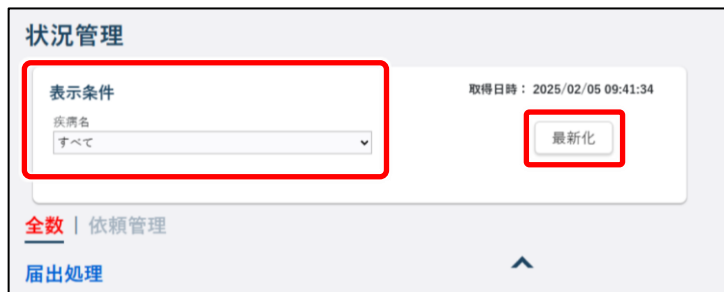 状況管理
表示条件
取得日時： 2025/02/05 09:41:34
疾病名
すべて
最新化
全数 | 依頼管理
届出処理